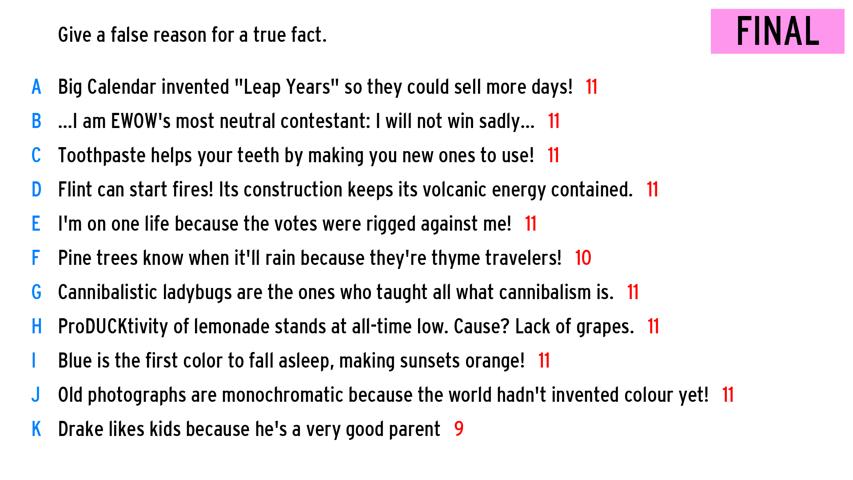 Give a false reason for a true fact.
FINAL
A Big Calendar invented "Leap Years" so they could sell more days! 11
B ...I am EWOW's most neutral contestant: I will not win sadly... 11
C Toothpaste helps your teeth by making you new ones to use! 11
D Flint can start fires! Its construction keeps its volcanic energy contained. 11
E I'm on one life because the votes were rigged against me! 11
F Pine trees know when it'll rain because they're thyme travelers! 10
G Cannibalistic ladybugs are the ones who taught all what cannibalism is. 11
H ProDUCKtivity of lemonade stands at all-time low. Cause? Lack of grapes. 11
I Blue is the first color to fall asleep, making sunsets orange! 11
J Old photographs are monochromatic because the world hadn't invented colour yet! 11
K Drake likes kids because he's a very good parent 9